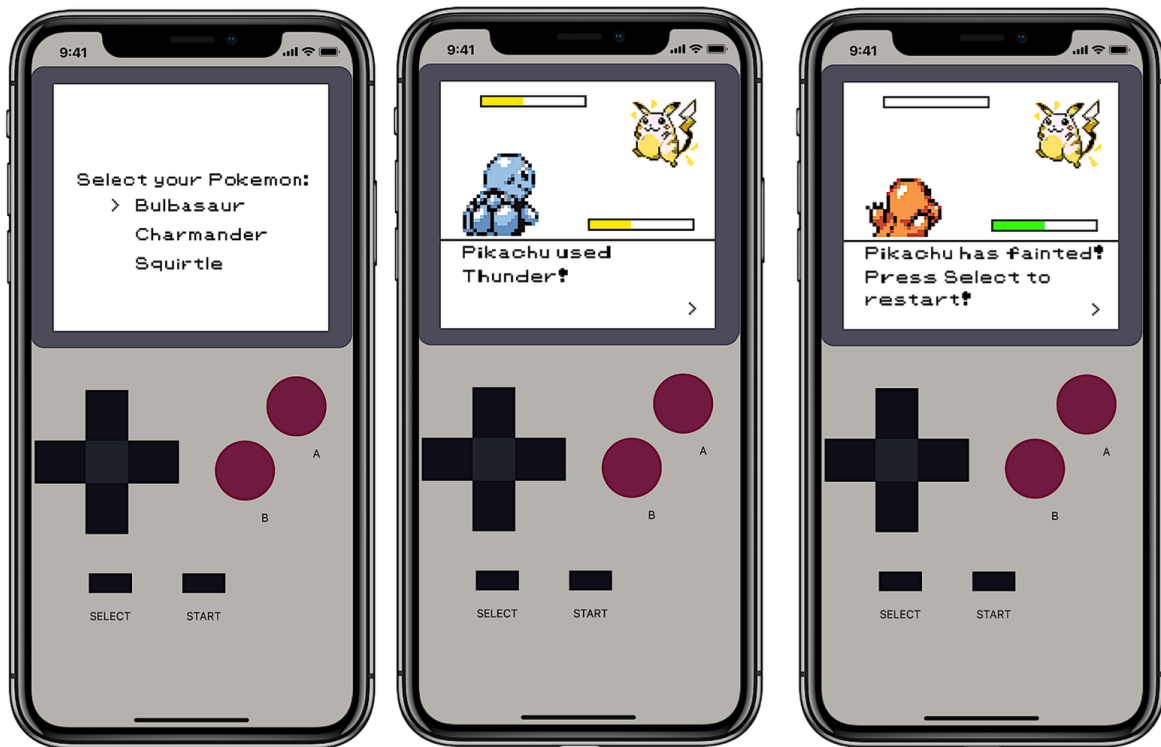 9:41
Select your Pokemon:
> Bulbasaur
Charmander
Squirtle
A
B
SELECT START
9:41
Pikachu used
Thunder!
>
A
B
SELECT START
9:41
Pikachu has fainted!
Press Select to
restart!
>
A
B
SELECT START